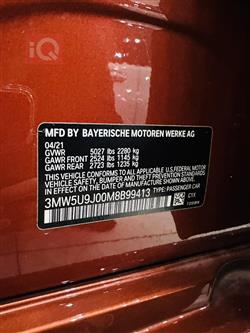 iQ
MFD BY BAYERISCHE MOTOREN WERKE AG
04/21
GVWR 5027 lbs 2280 kg
GAWR FRONT 2524 lbs 1145 kg
GAWR REAR 2723 lbs 1235 kg
THIS VEHICLE CONFORMS TO ALL APPLICABLE U.S. FEDERAL MOTOR
VEHICLE SAFETY, BUMPER, AND THEFT PREVENTION STANDARDS
IN EFFECT ON THE DATE OF MANUFACTURE SHOWN ABOVE.
3MW5U9J00M8B99413 TYPE: PASSENGER CAR
C1X